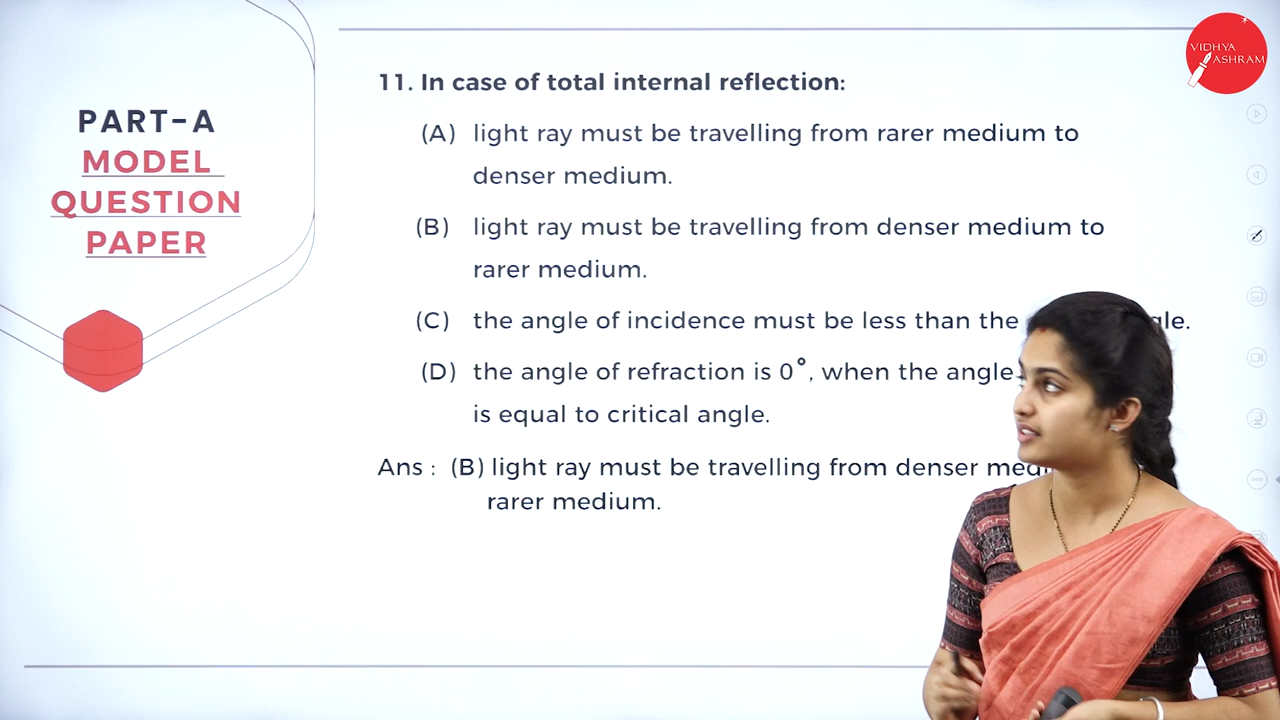 VIDHYA
ASHRAM
PART-A
MODEL
QUESTION
PAPER
11. In case of total internal reflection:
(A) light ray must be travelling from rarer medium to
denser medium.
(B) light ray must be travelling from denser medium to
rarer medium.
(C) the angle of incidence must be less than the
(D) the angle of refraction is 0°, when the angle
is equal to critical angle.
Ans : (B) light ray must be travelling from denser
rarer medium.